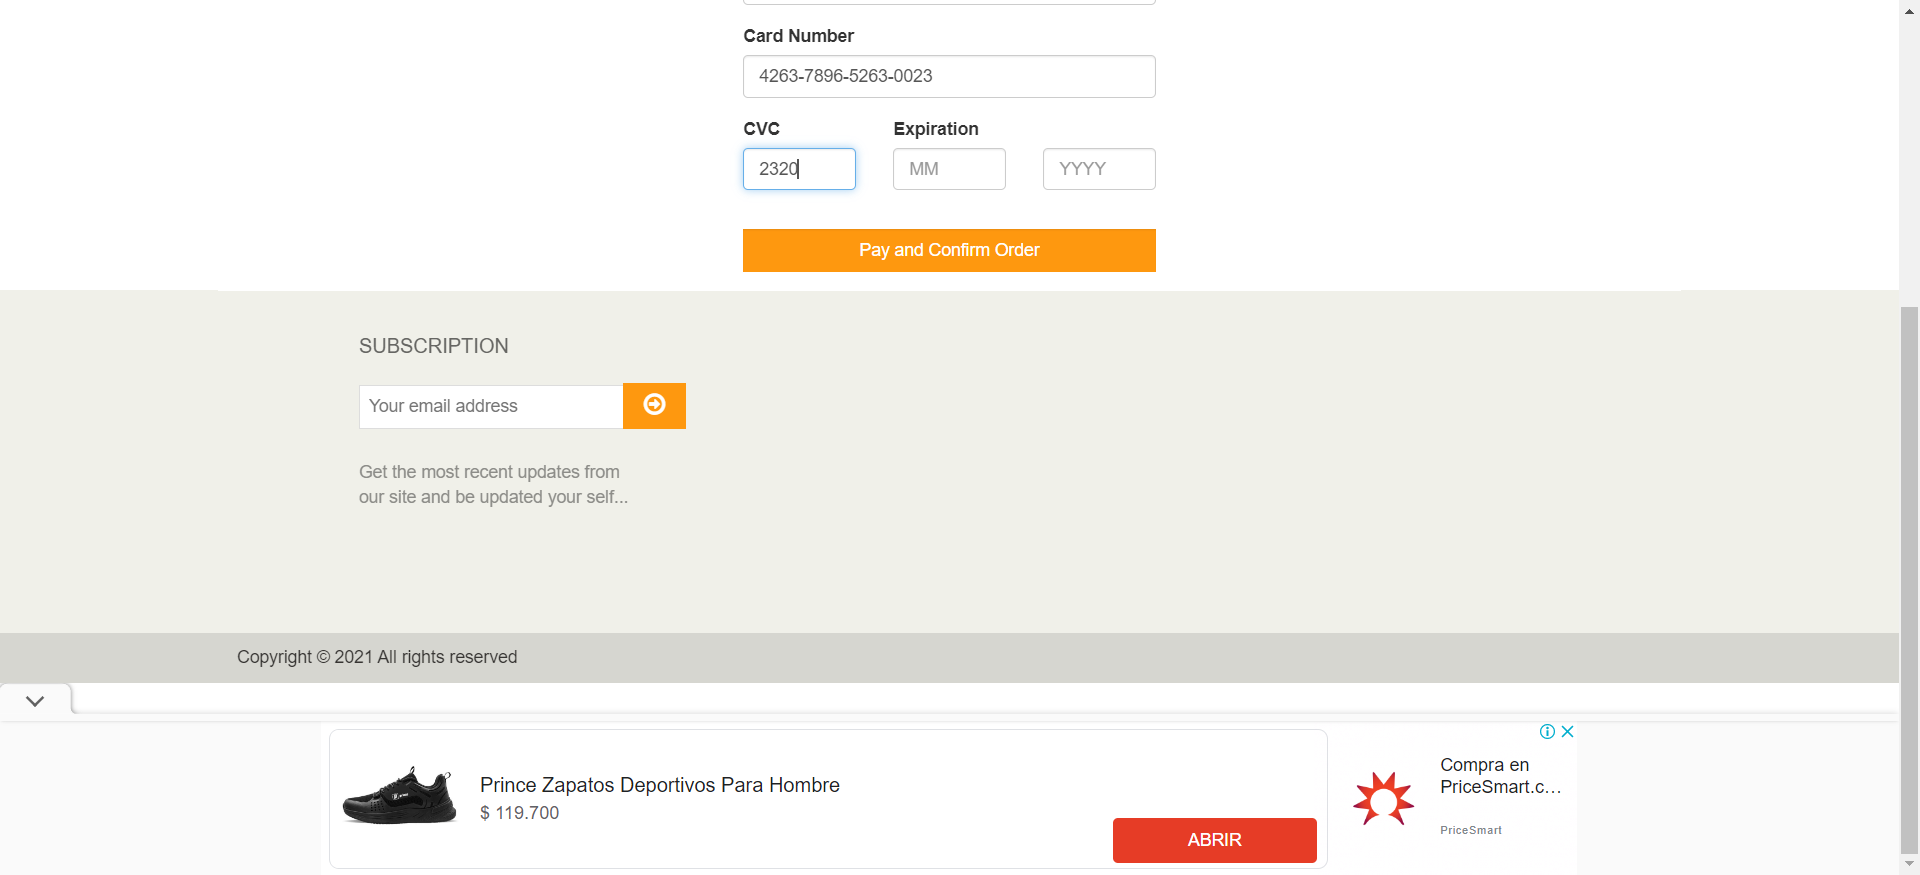 Card Number
4263-7896-5263-0023
CVC
Expiration
2320
MM
YYYY
Pay and Confirm Order
SUBSCRIPTION
Your email address
Get the most recent updates from
our site and be updated your self...
Copyright © 2021 All rights reserved
Prince Zapatos Deportivos Para Hombre
$ 119.700
ABRIR
Compra en
PriceSmart.c...
PriceSmart